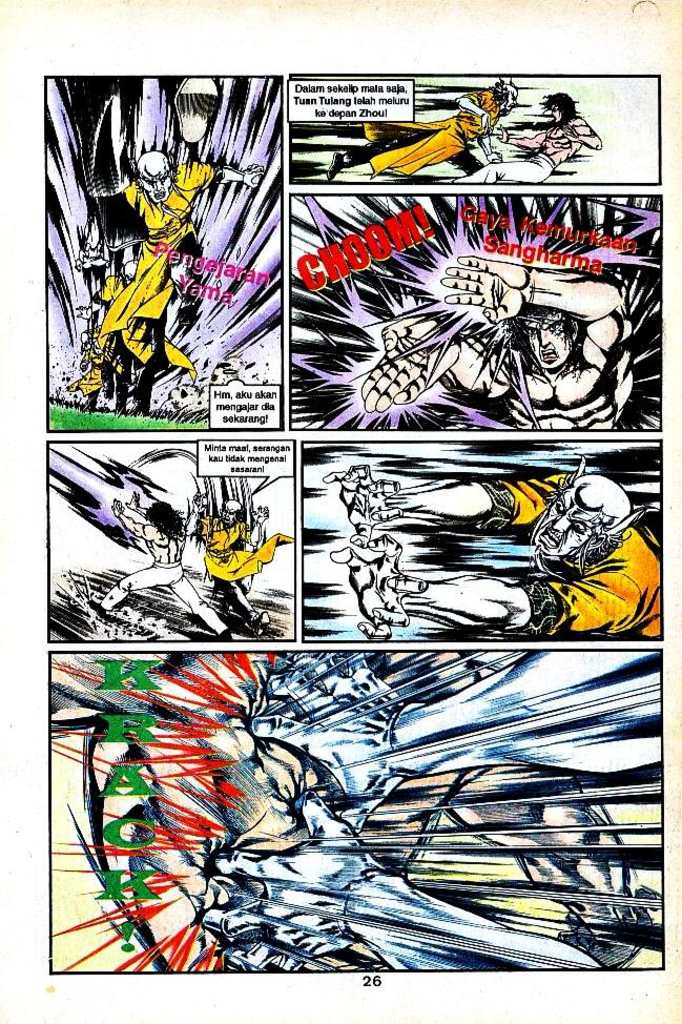 Pengejaran
Yama
Hm, aku akan
mengajar dia
sekarang!
Dalam sekelip mata saja,
Tuan Tulang telah meluru
ke depan Zhou!
CHOOM!
Gaya Kemurkaan
Sangharma
Minta maaf, serangan
kau tidak mengenai
sasaran!
KRACK!
26